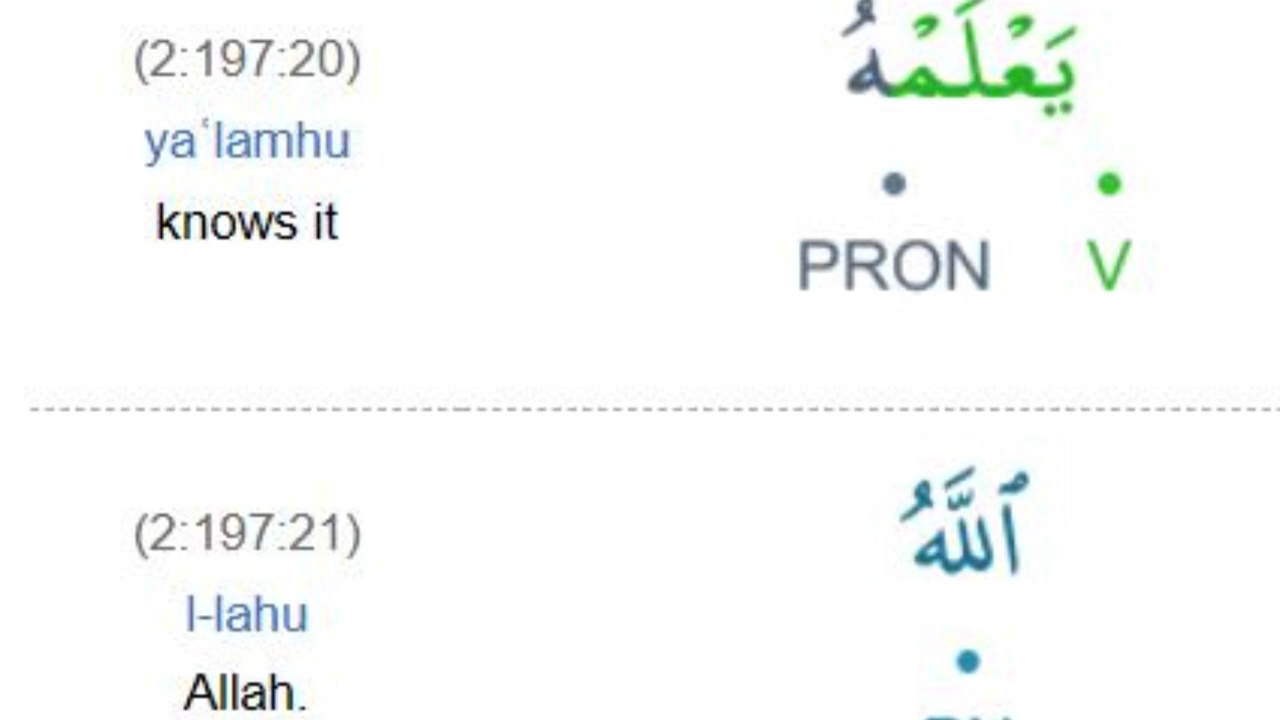 (2:197:20)
yaʿlamhu
knows it
يَعْلَمْهُ
PRON V
(2:197:21)
l-lahu
Allah.
ٱللَّهُ